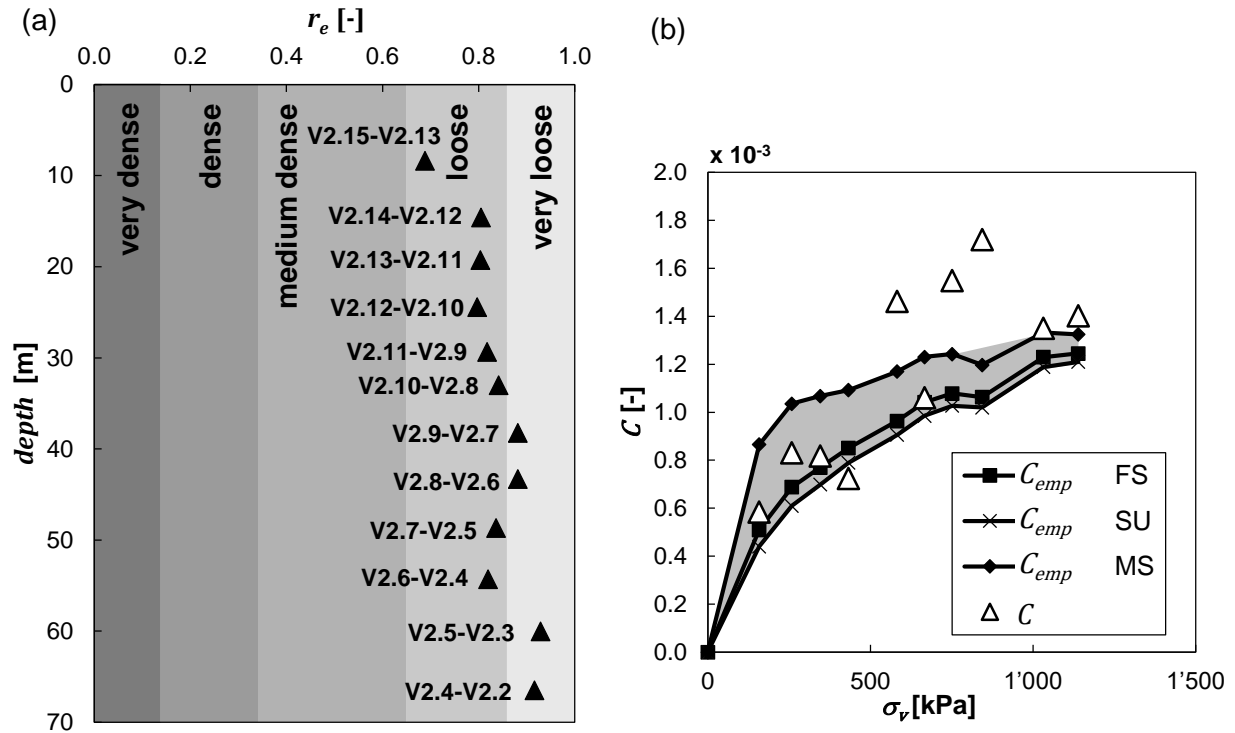 (a)
r_e [-]
0.0 0.2 0.4 0.6 0.8 1.0
0
10
20
30
40
50
60
70
depth [m]
very dense
dense
medium dense
loose
very loose
V2.15-V2.13
V2.14-V2.12
V2.13-V2.11
V2.12-V2.10
V2.11-V2.9
V2.10-V2.8
V2.9-V2.7
V2.8-V2.6
V2.7-V2.5
V2.6-V2.4
V2.5-V2.3
V2.4-V2.2
(b)
x 10⁻³
2.0
1.8
1.6
1.4
1.2
1.0
0.8
0.6
0.4
0.2
0.0
C [-]
C_emp FS
C_emp SU
C_emp MS
C
0 500 1'000 1'500
σ_v [kPa]